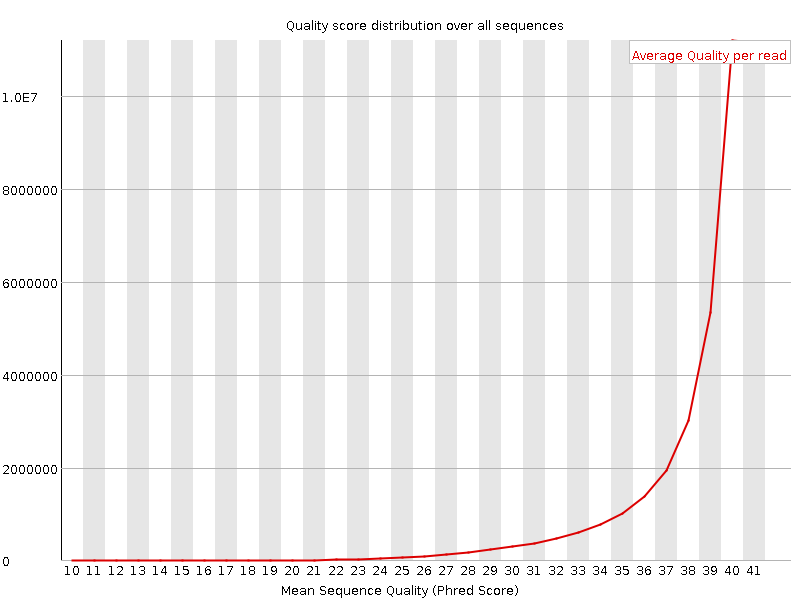 Quality score distribution over all sequences
Average Quality per read
1.0E7
8000000
6000000
4000000
2000000
0
10 11 12 13 14 15 16 17 18 19 20 21 22 23 24 25 26 27 28 29 30 31 32 33 34 35 36 37 38 39 40 41
Mean Sequence Quality (Phred Score)